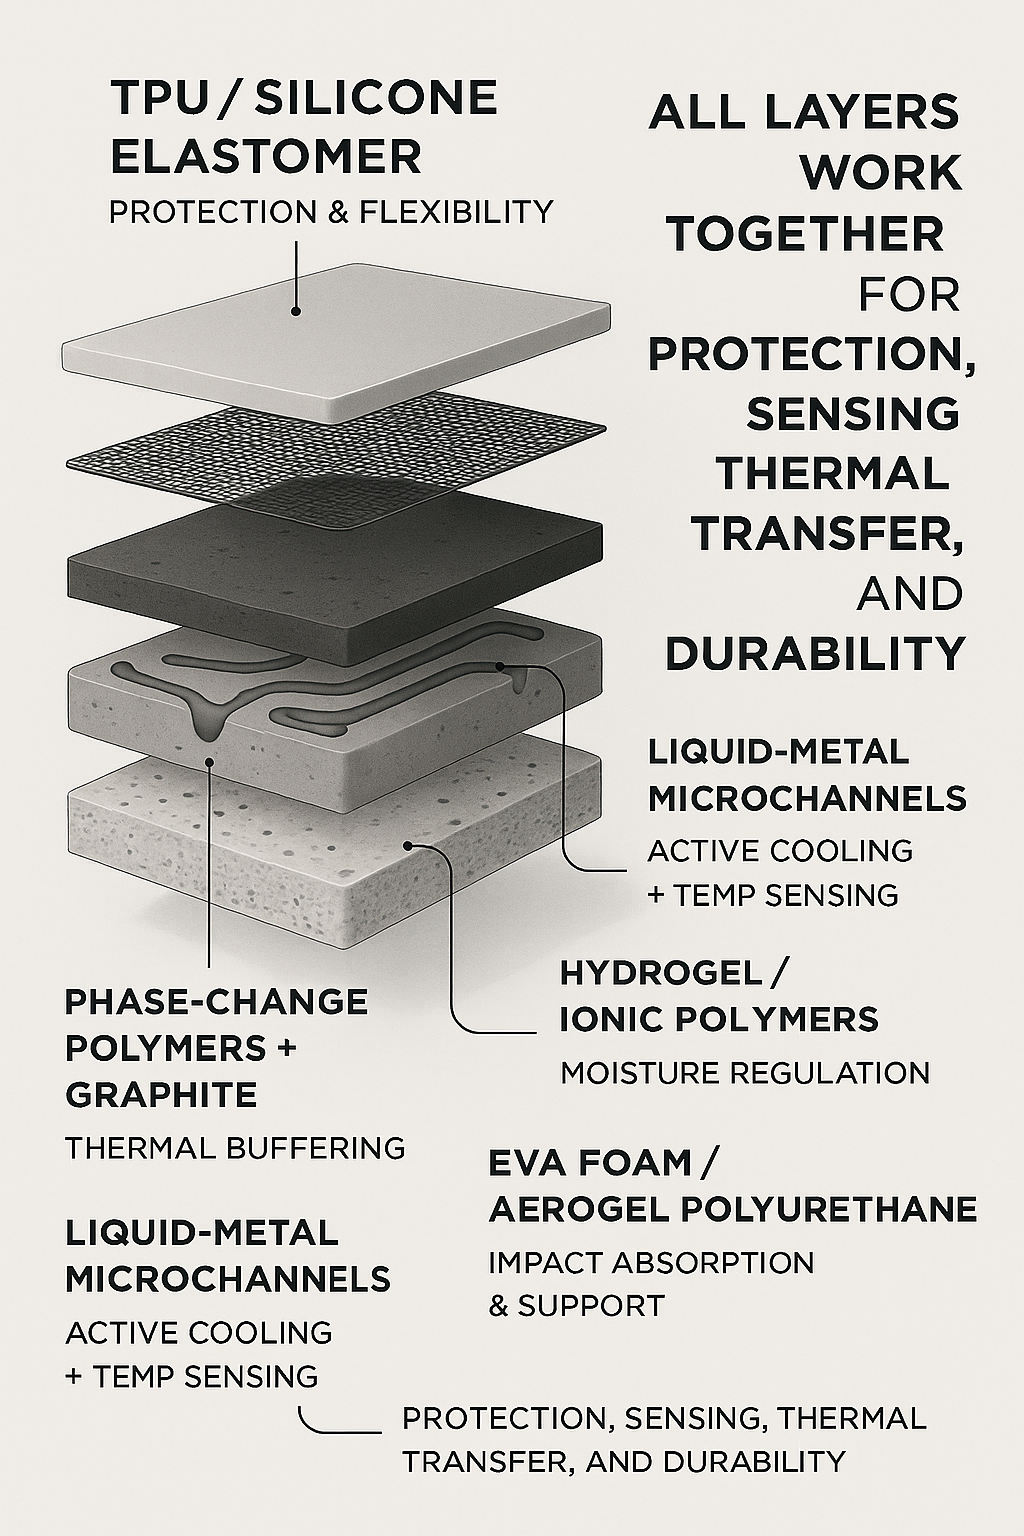 TPU / SILICONE
ELASTOMER
PROTECTION & FLEXIBILITY
ALL LAYERS
WORK
TOGETHER
FOR
PROTECTION,
SENSING
THERMAL
TRANSFER,
AND
DURABILITY
LIQUID-METAL
MICROCHANNELS
ACTIVE COOLING
+ TEMP SENSING
HYDROGEL /
IONIC POLYMERS
MOISTURE REGULATION
PHASE-CHANGE
POLYMERS +
GRAPHITE
THERMAL BUFFERING
EVA FOAM /
AEROGEL POLYURETHANE
IMPACT ABSORPTION
& SUPPORT
LIQUID-METAL
MICROCHANNELS
ACTIVE COOLING
+ TEMP SENSING
PROTECTION, SENSING, THERMAL
TRANSFER, AND DURABILITY